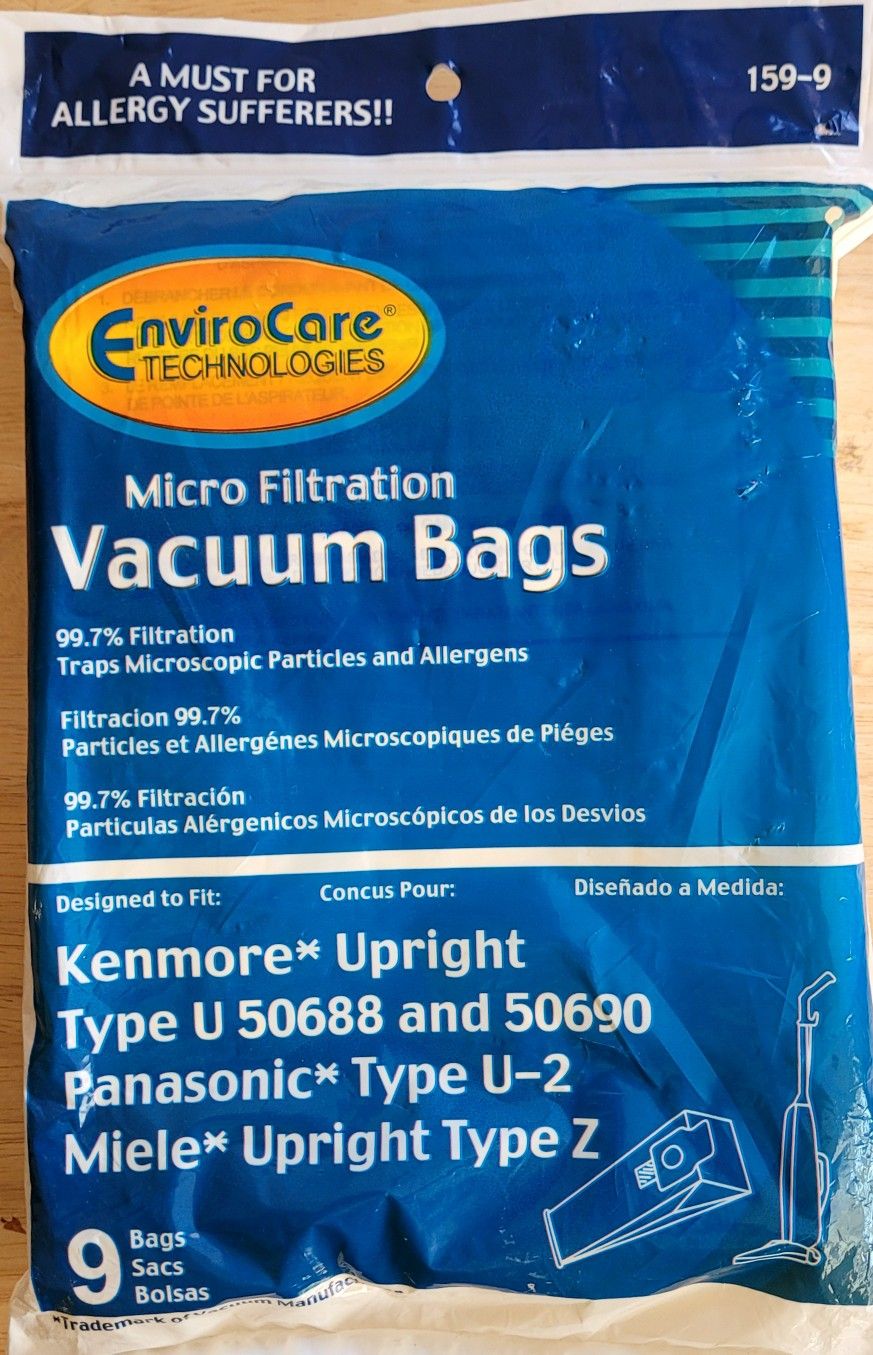 A MUST FOR
ALLERGY SUFFERERS!!
159-9
EnviroCare®
TECHNOLOGIES
Micro Filtration
Vacuum Bags
99.7% Filtration
Traps Microscopic Particles and Allergens
Filtracion 99.7%
Particles et Allergénes Microscopiques de Piéges
99.7% Filtración
Particulas Alérgenicos Microscópicos de los Desvios
Designed to Fit:
Concus Pour:
Diseñado a Medida:
Kenmore* Upright
Type U 50688 and 50690
Panasonic* Type U-2
Miele* Upright Type Z
9
Bags
Sacs
Bolsas
*Trademark of Vacuum